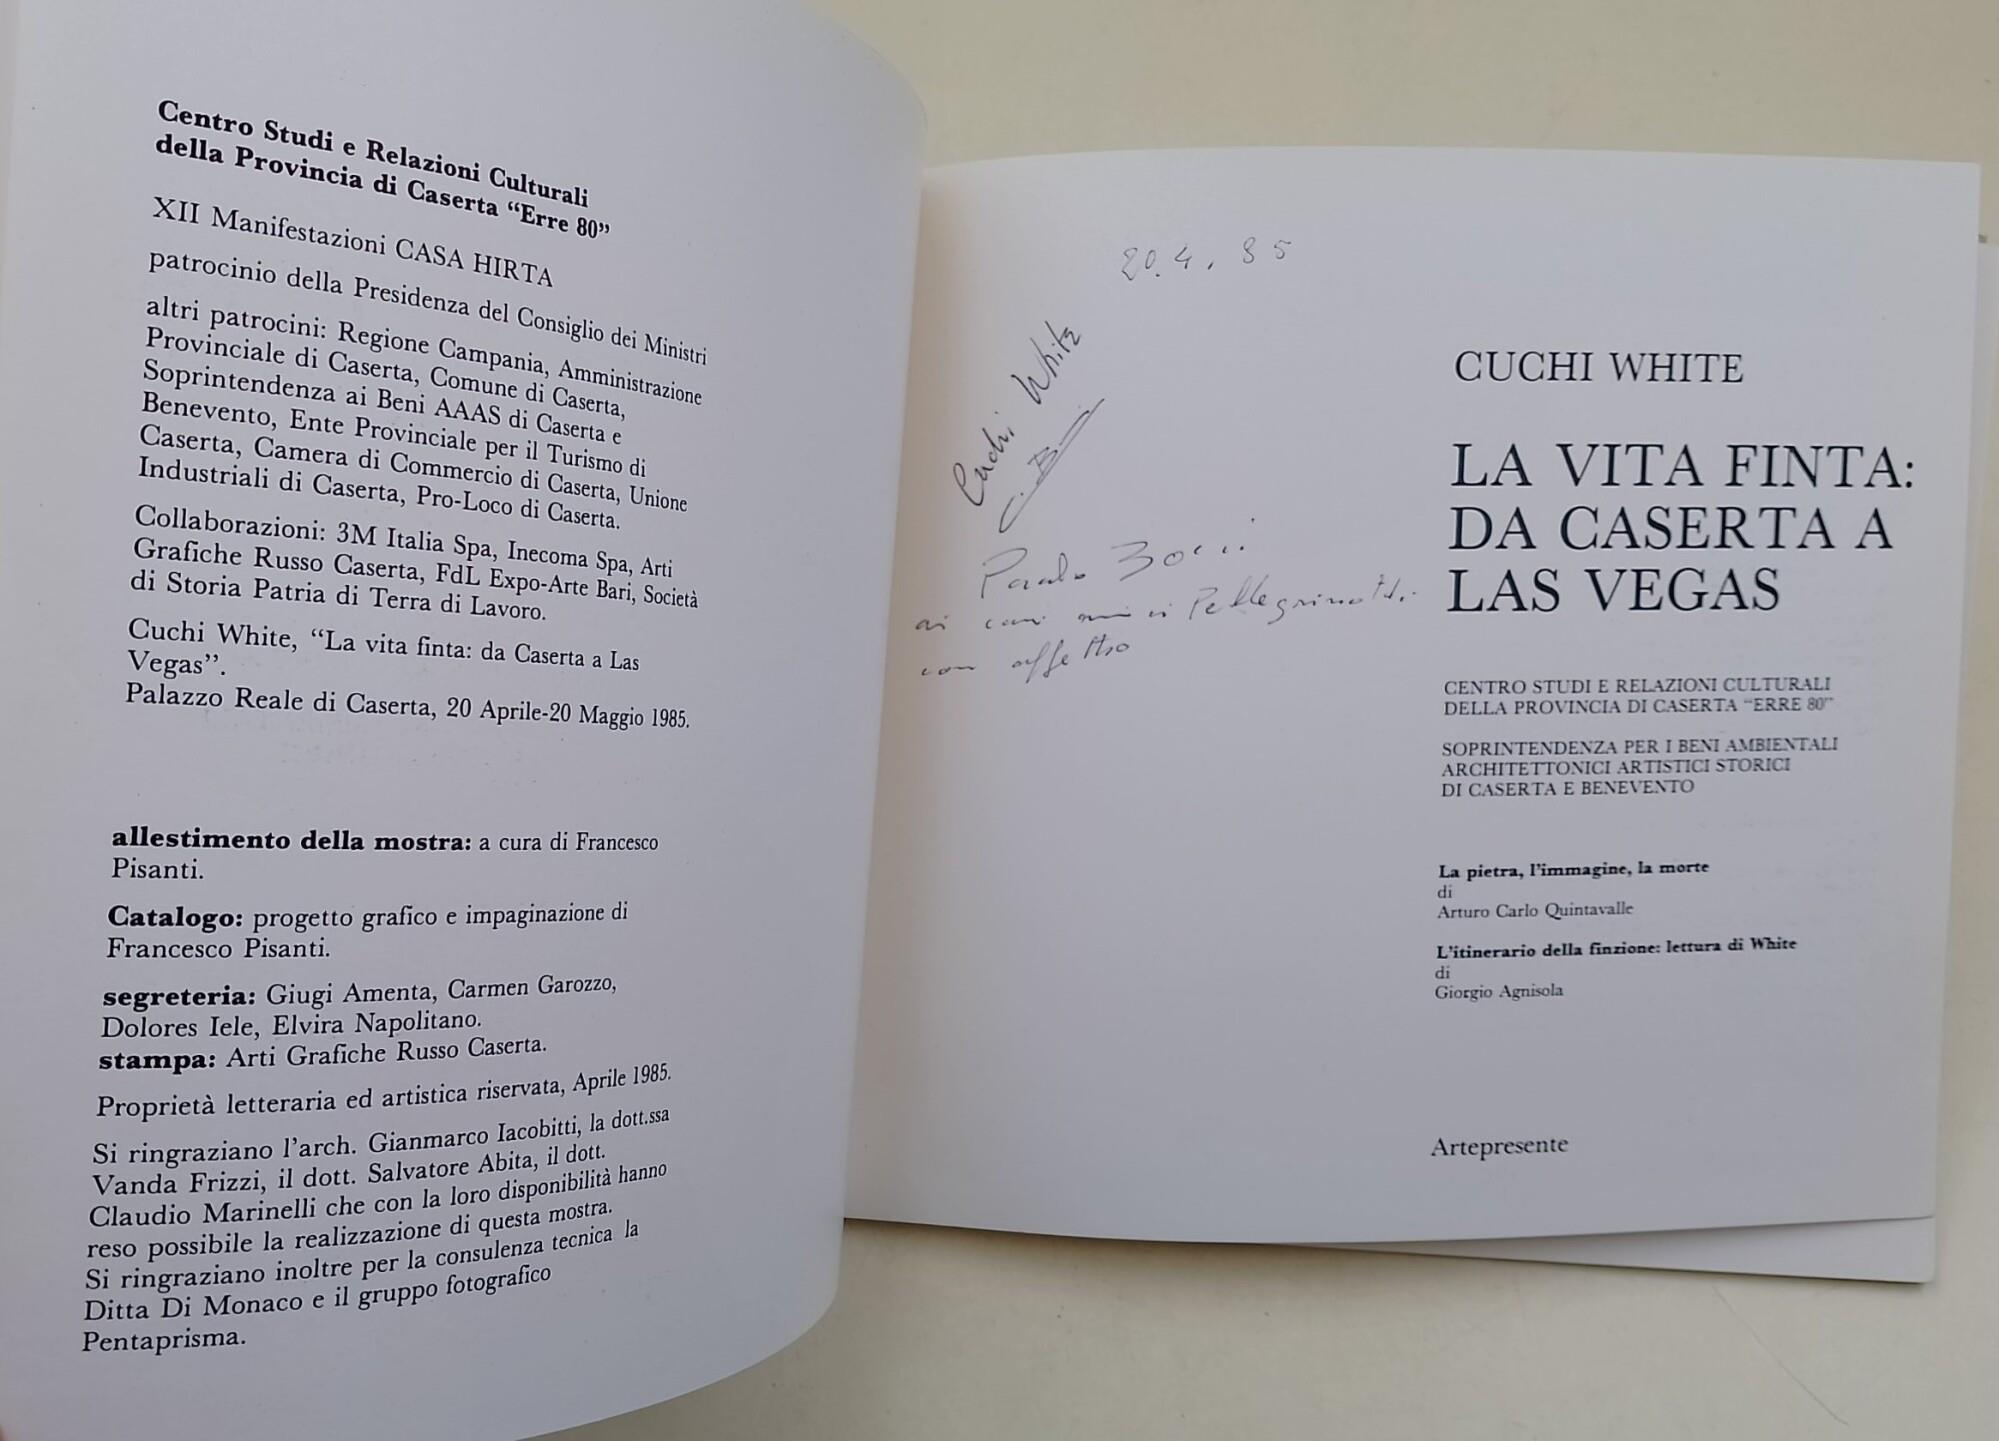 Centro Studi e Relazioni Culturali
della Provincia di Caserta “Erre 80”
XII Manifestazioni CASA HIRTA
patrocinio della Presidenza del Consiglio dei Ministri
altri patrocini: Regione Campania, Amministrazione
Provinciale di Caserta, Comune di Caserta,
Soprintendenza ai Beni AAAS di Caserta e
Benevento, Ente Provinciale per il Turismo di
Caserta, Camera di Commercio di Caserta, Unione
Industriali di Caserta, Pro-Loco di Caserta.
Collaborazioni: 3M Italia Spa, Inecoma Spa, Arti
Grafiche Russo Caserta, FdL Expo-Arte Bari, Società
di Storia Patria di Terra di Lavoro.
Cuchi White, “La vita finta: da Caserta a Las
Vegas”.
Palazzo Reale di Caserta, 20 Aprile-20 Maggio 1985.
allestimento della mostra: a cura di Francesco
Pisanti.
Catalogo: progetto grafico e impaginazione di
Francesco Pisanti.
segreteria: Giugi Amenta, Carmen Garozzo,
Dolores Iele, Elvira Napolitano.
stampa: Arti Grafiche Russo Caserta.
Proprietà letteraria ed artistica riservata, Aprile 1985.
Si ringraziano l’arch. Gianmarco Iacobitti, la dott.ssa
Vanda Frizzi, il dott. Salvatore Abita, il dott.
Claudio Marinelli che con la loro disponibilità hanno
reso possibile la realizzazione di questa mostra.
Si ringraziano inoltre per la consulenza tecnica la
Ditta Di Monaco e il gruppo fotografico
Pentaprisma.
20.4.85
Cuchi White
ai cari amici Pellegrinotti
con affetto
CUCHI WHITE
LA VITA FINTA:
DA CASERTA A
LAS VEGAS
CENTRO STUDI E RELAZIONI CULTURALI
DELLA PROVINCIA DI CASERTA “ERRE 80”
SOPRINTENDENZA PER I BENI AMBIENTALI
ARCHITETTONICI ARTISTICI STORICI
DI CASERTA E BENEVENTO
La pietra, l’immagine, la morte
di
Arturo Carlo Quintavalle
L’itinerario della finzione: lettura di White
di
Giorgio Agnisola
Artepresente